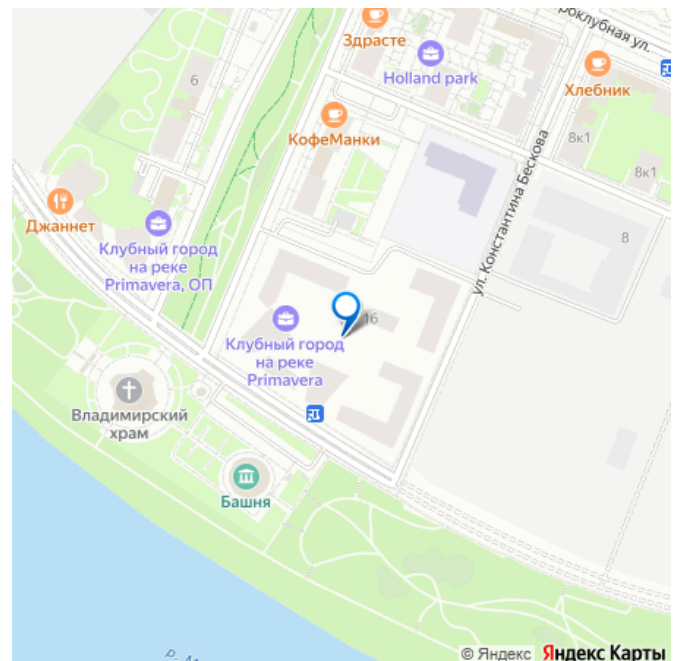 роклубная ул.
Здрасте
Holland park
Хлебник
6
КофеМанки
8к1
8к1
ул. Константина Бескова
Джаннет
Клубный город
на реке
Primavera, ОП
8
16
Клубный город
на реке
Primavera
Владимирский
храм
Башня
р. М
© Яндекс Яндекс Карты